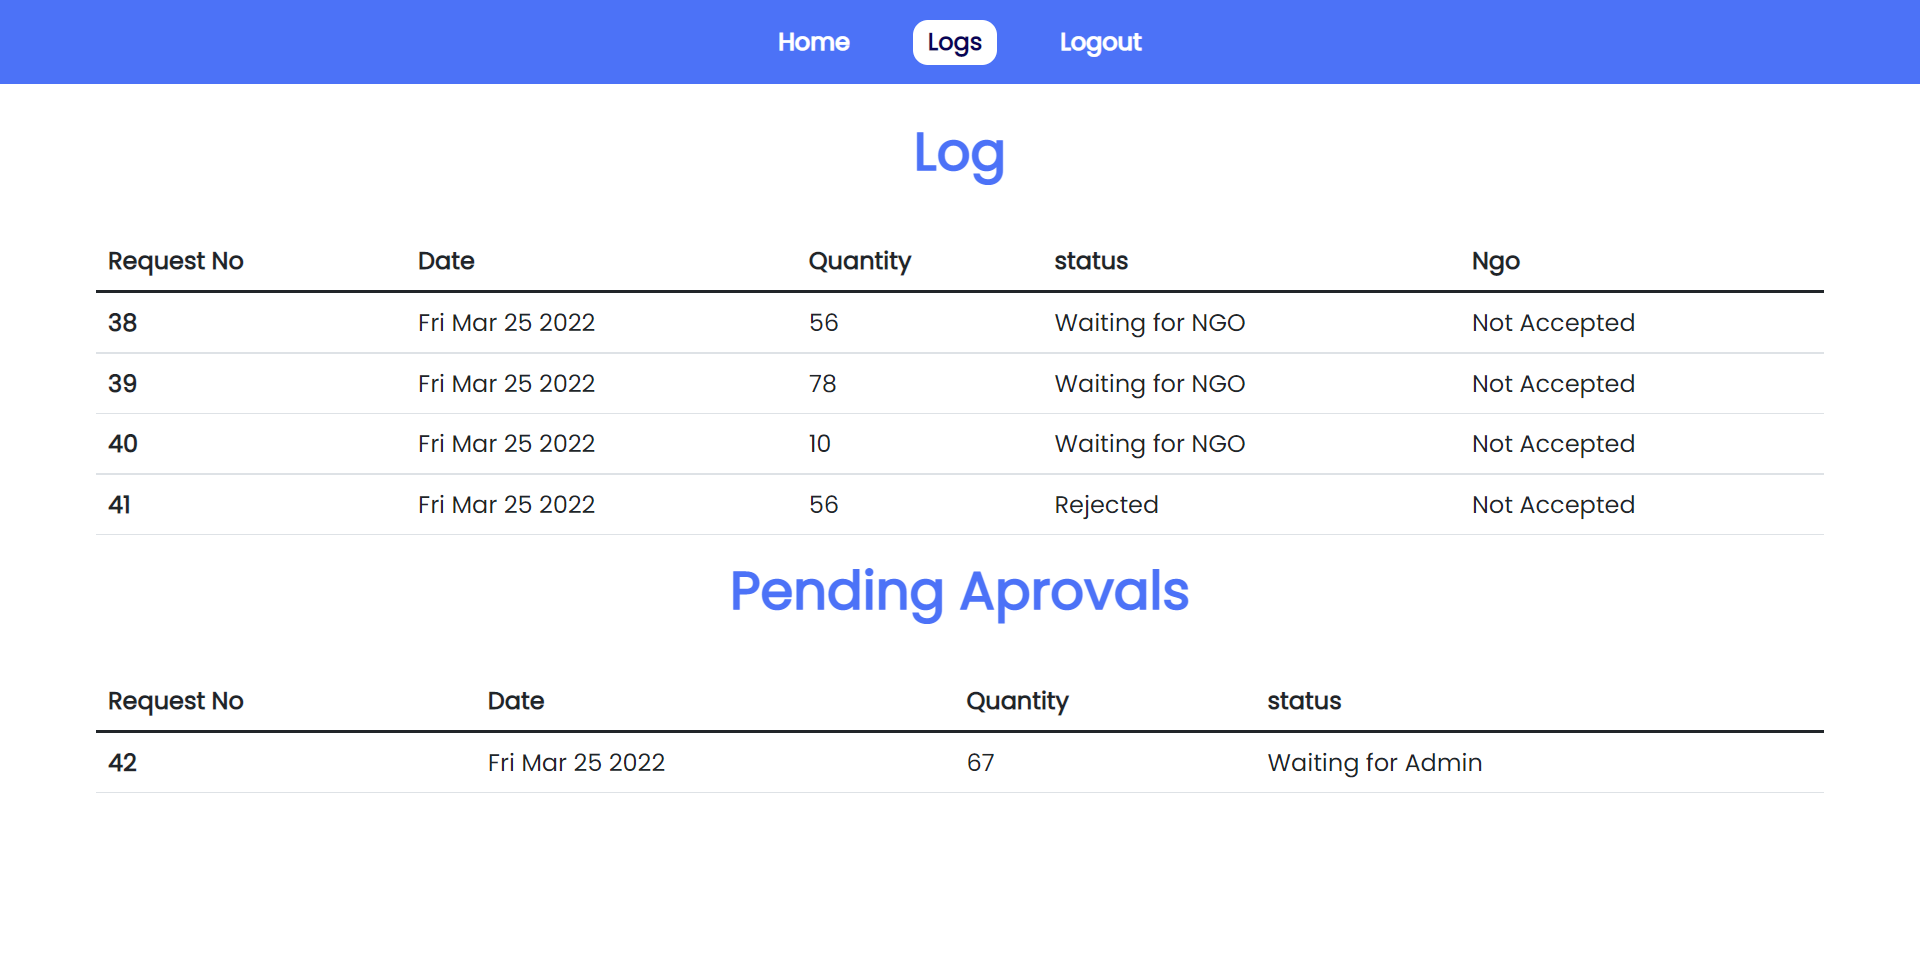 Home Logs Logout
Log
Request No Date Quantity status Ngo
38 Fri Mar 25 2022 56 Waiting for NGO Not Accepted
39 Fri Mar 25 2022 78 Waiting for NGO Not Accepted
40 Fri Mar 25 2022 10 Waiting for NGO Not Accepted
41 Fri Mar 25 2022 56 Rejected Not Accepted
Pending Aprovals
Request No Date Quantity status
42 Fri Mar 25 2022 67 Waiting for Admin